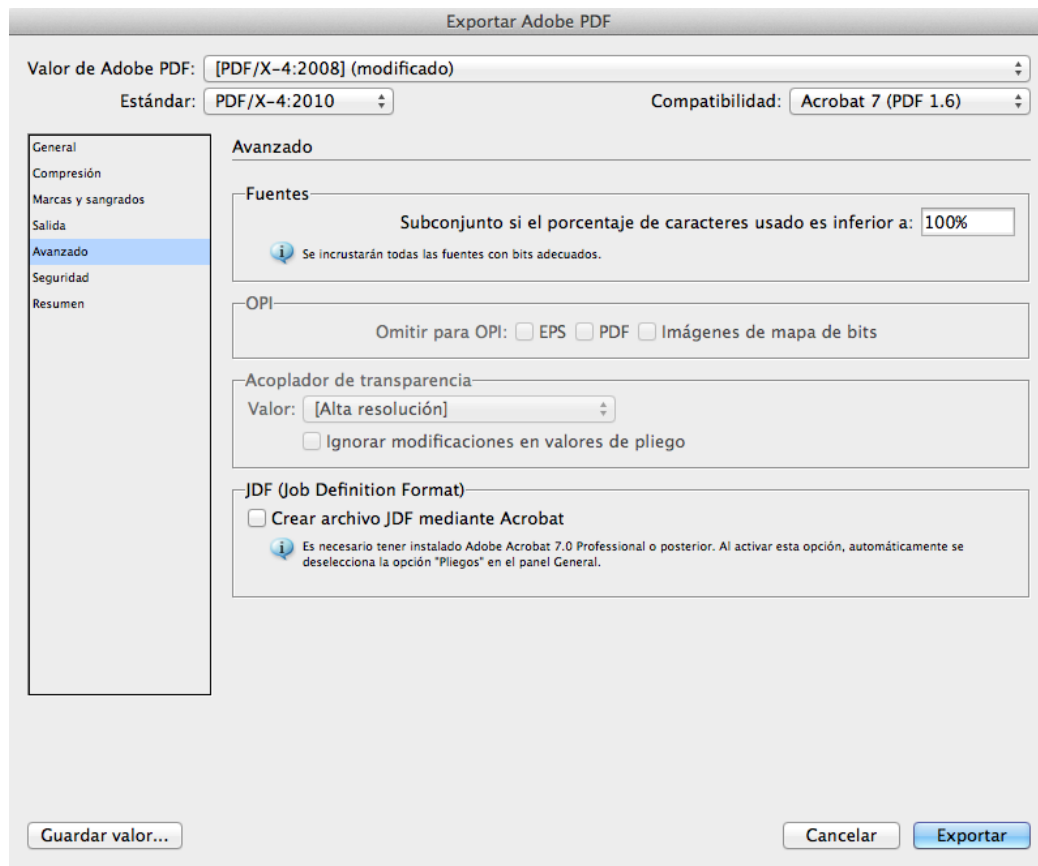 Exportar Adobe PDF
Valor de Adobe PDF: [PDF/X-4:2008] (modificado)
Estándar: PDF/X-4:2010 Compatibilidad: Acrobat 7 (PDF 1.6)
General
Compresión
Marcas y sangrados
Salida
Avanzado
Seguridad
Resumen
Avanzado
Fuentes
Subconjunto si el porcentaje de caracteres usado es inferior a: 100%
Se incrustarán todas las fuentes con bits adecuados.
OPI
Omitir para OPI: EPS PDF Imágenes de mapa de bits
Acoplador de transparencia
Valor: [Alta resolución]
Ignorar modificaciones en valores de pliego
JDF (Job Definition Format)
Crear archivo JDF mediante Acrobat
Es necesario tener instalado Adobe Acrobat 7.0 Professional o posterior. Al activar esta opción, automáticamente se
deselecciona la opción "Pliegos" en el panel General.
Guardar valor... Cancelar Exportar